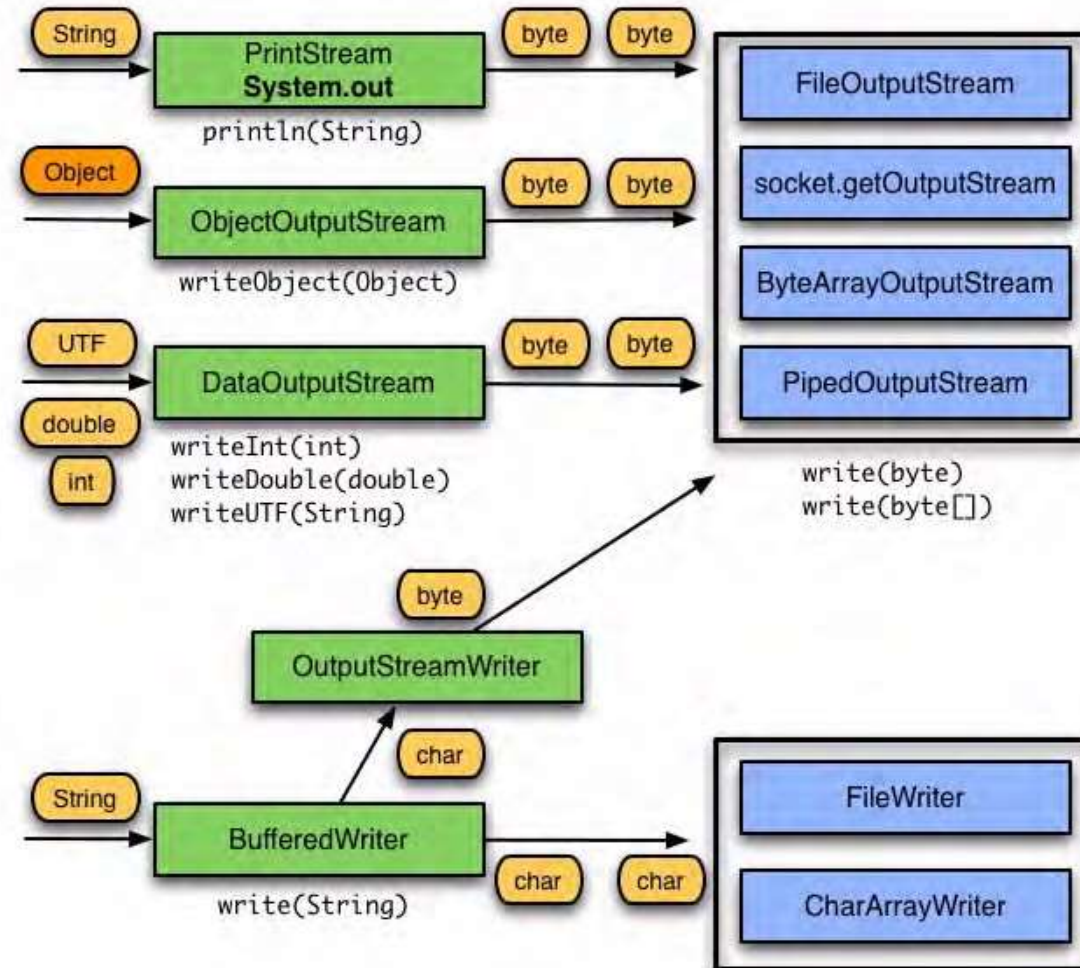 String
byte
byte
PrintStream
System.out
println(String)
FileOutputStream
Object
byte
byte
ObjectOutputStream
writeObject(Object)
socket.getOutputStream
ByteArrayOutputStream
UTF
byte
byte
DataOutputStream
PipedOutputStream
double
int
writeInt(int)
writeDouble(double)
writeUTF(String)
write(byte)
write(byte[])
byte
OutputStreamWriter
char
String
BufferedWriter
char
char
write(String)
FileWriter
CharArrayWriter